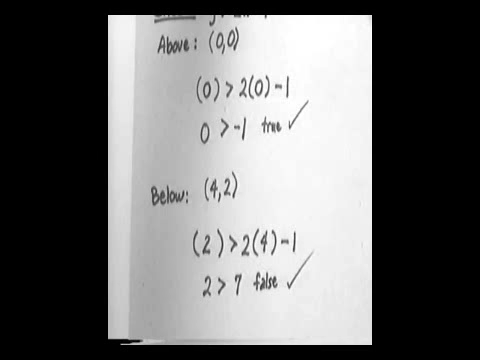 Above: (0,0)
(0) > 2(0) - 1
0 > -1 true ✓
Below: (4,2)
(2) > 2(4) - 1
2 > 7 false ✓